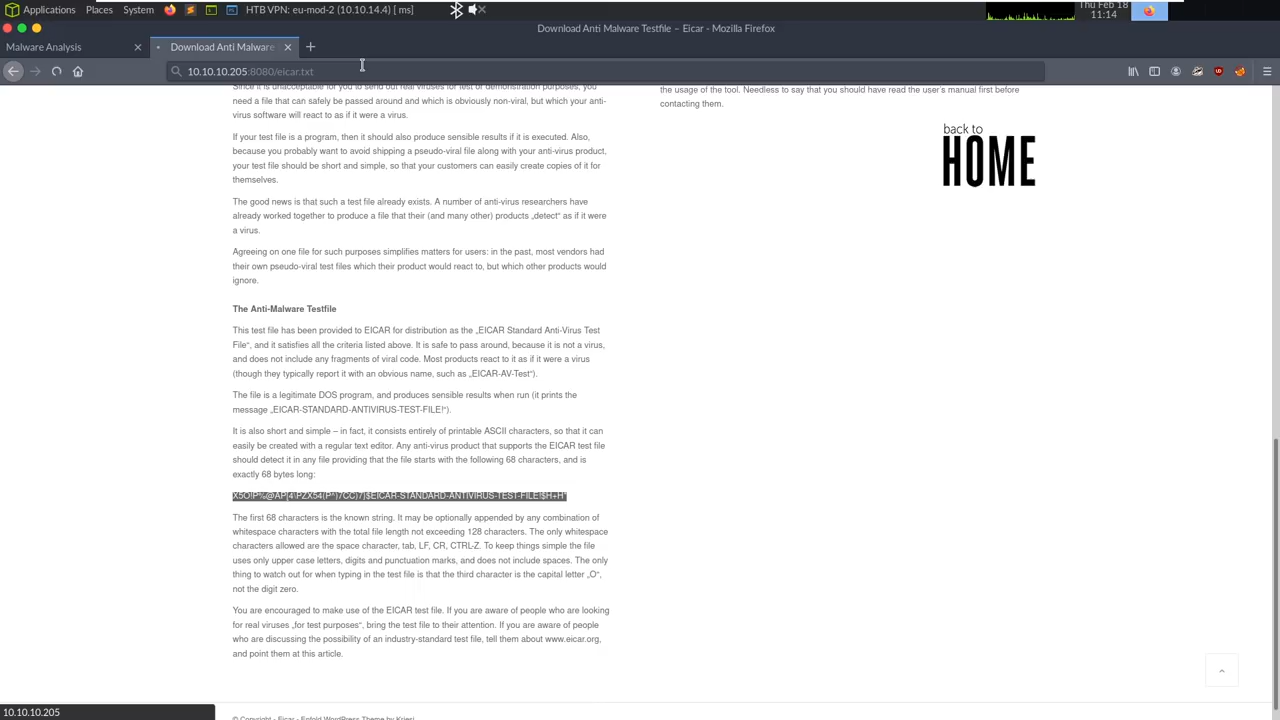 HTB VPN: eu-mod-2 (10.10.14.4) [ ms]
Thu Feb 18
11:14
Download Anti Malware Testfile – Eicar - Mozilla Firefox
Malware Analysis
Download Anti Malware
10.10.10.205:8080/eicar.txt
Since it is unacceptable for you to send out real viruses for test or demonstration purposes, you
need a file that can safely be passed around and which is obviously non-viral, but which your anti-
virus software will react to as if it were a virus.
If your test file is a program, then it should also produce sensible results if it is executed. Also,
because you probably want to avoid shipping a pseudo-viral file along with your anti-virus product,
your test file should be short and simple, so that your customers can easily create copies of it for
themselves.
The good news is that such a test file already exists. A number of anti-virus researchers have
already worked together to produce a file that their (and many other) products „detect“ as if it were
a virus.
Agreeing on one file for such purposes simplifies matters for users: in the past, most vendors had
their own pseudo-viral test files which their product would react to, but which other products would
ignore.
The Anti-Malware Testfile
This test file has been provided to EICAR for distribution as the „EICAR Standard Anti-Virus Test
File“, and it satisfies all the criteria listed above. It is safe to pass around, because it is not a virus,
and does not include any fragments of viral code. Most products react to it as if it were a virus
(though they typically report it with an obvious name, such as „EICAR-AV-Test“).
The file is a legitimate DOS program, and produces sensible results when run (it prints the
message „EICAR-STANDARD-ANTIVIRUS-TEST-FILE!“).
It is also short and simple – in fact, it consists entirely of printable ASCII characters, so that it can
easily be created with a regular text editor. Any anti-virus product that supports the EICAR test file
should detect it in any file providing that the file starts with the following 68 characters, and is
exactly 68 bytes long:
X5O!P%@AP[4\PZX54(P^)7CC)7}$EICAR-STANDARD-ANTIVIRUS-TEST-FILE!$H+H*
The first 68 characters is the known string. It may be optionally appended by any combination of
whitespace characters with the total file length not exceeding 128 characters. The only whitespace
characters allowed are the space character, tab, LF, CR, CTRL-Z. To keep things simple the file
uses only upper case letters, digits and punctuation marks, and does not include spaces. The only
thing to watch out for when typing in the test file is that the third character is the capital letter „O“,
not the digit zero.
You are encouraged to make use of the EICAR test file. If you are aware of people who are looking
for real viruses „for test purposes“, bring the test file to their attention. If you are aware of people
who are discussing the possibility of an industry-standard test file, tell them about www.eicar.org,
and point them at this article.
the usage of the tool. Needless to say that you should have read the user's manual first before
contacting them.
back to
HOME
© Copyright - Eicar - Enfold WordPress Theme by Kriesi
10.10.10.205